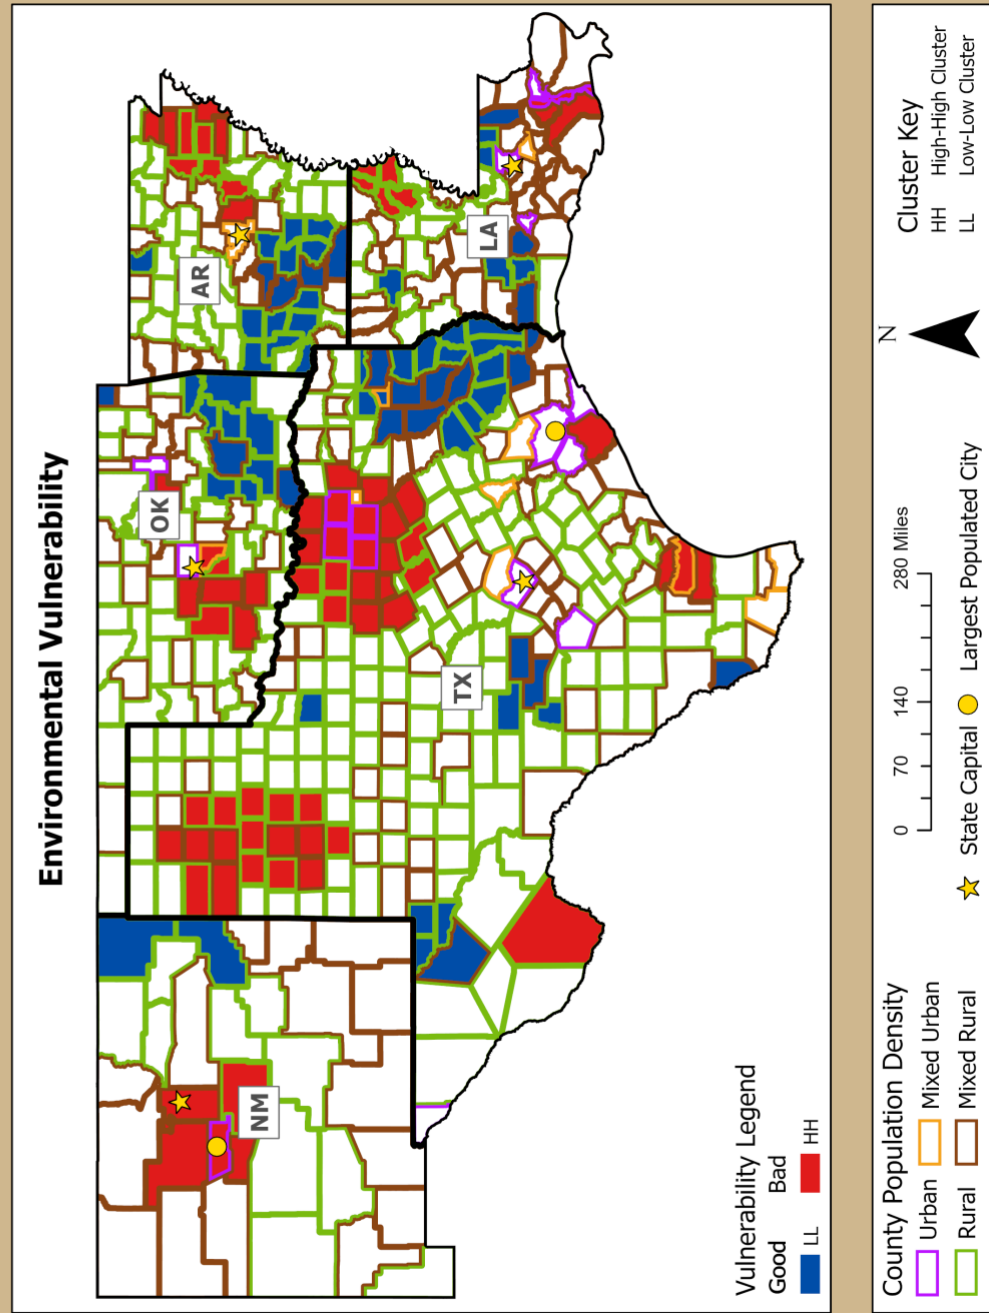 Environmental Vulnerability
NM
OK
AR
TX
LA
Vulnerability Legend
Good Bad
LL HH
County Population Density
Urban Mixed Urban
Rural Mixed Rural
0 70 140 280 Miles
State Capital Largest Populated City
N
Cluster Key
HH High-High Cluster
LL Low-Low Cluster